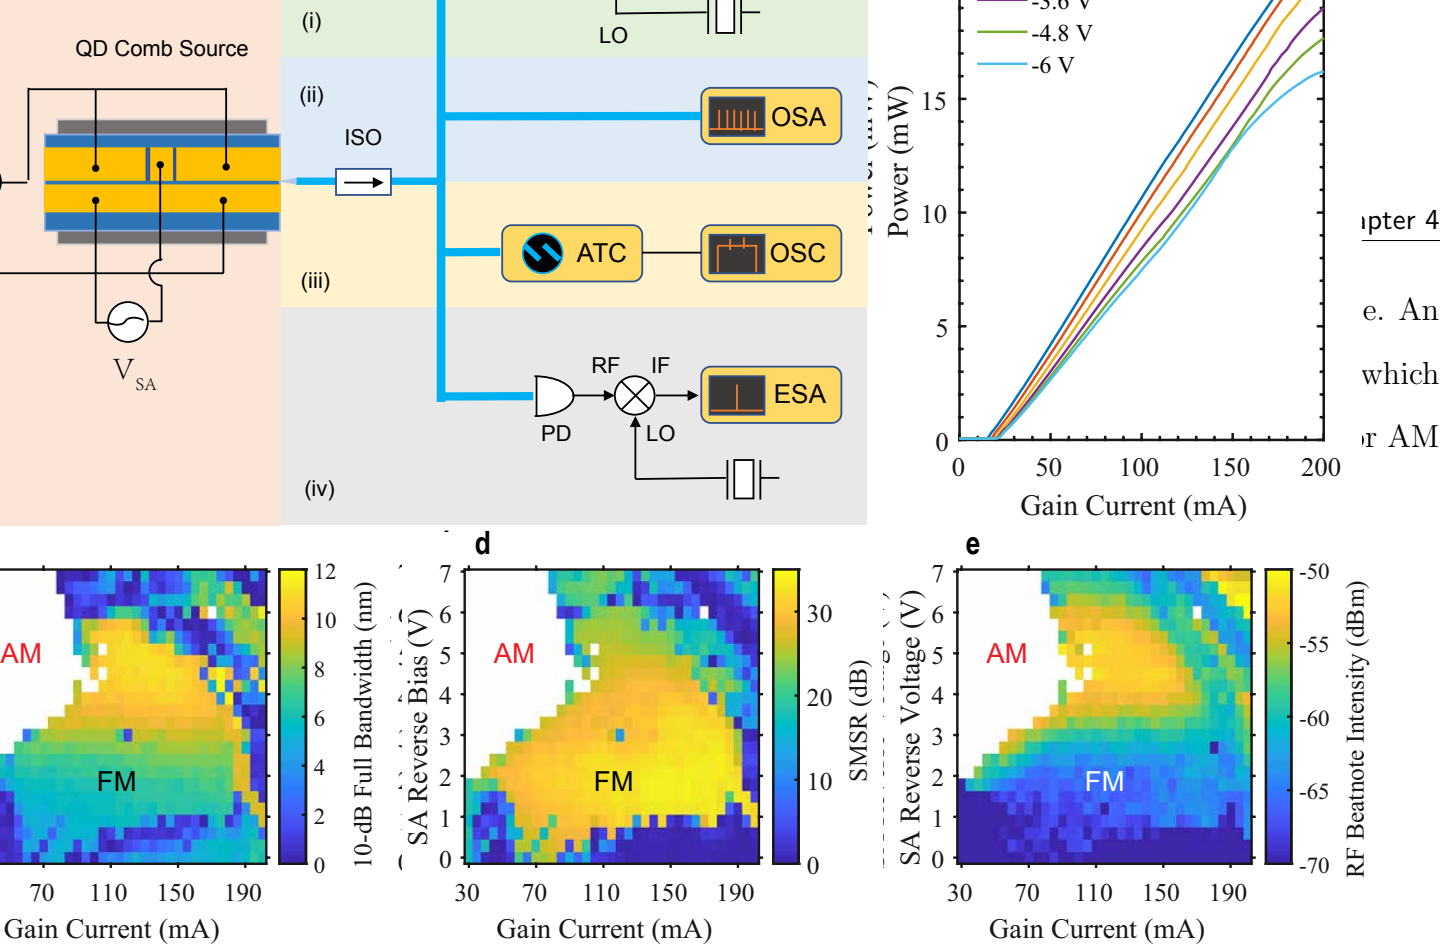 QD Comb Source
V SA
ISO
(i)
LO
(ii)
OSA
(iii)
ATC
OSC
RF
IF
ESA
PD
LO
(iv)
-3.6 V
-4.8 V
-6 V
Power (mW)
15
10
5
0
0 50 100 150 200
Gain Current (mA)
apter 4
e. An
which
or AM
AM
FM
70 110 150 190
Gain Current (mA)
12
10
8
6
4
2
0
10-dB Full Bandwidth (nm)
d
SA Reverse Bias (V)
7
6
5
4
3
2
1
0
AM
FM
30 70 110 150 190
Gain Current (mA)
30
20
10
0
SMSR (dB)
e
SA Reverse Voltage (V)
7
6
5
4
3
2
1
0
AM
FM
30 70 110 150 190
Gain Current (mA)
-50
-55
-60
-65
-70
RF Beatnote Intensity (dBm)